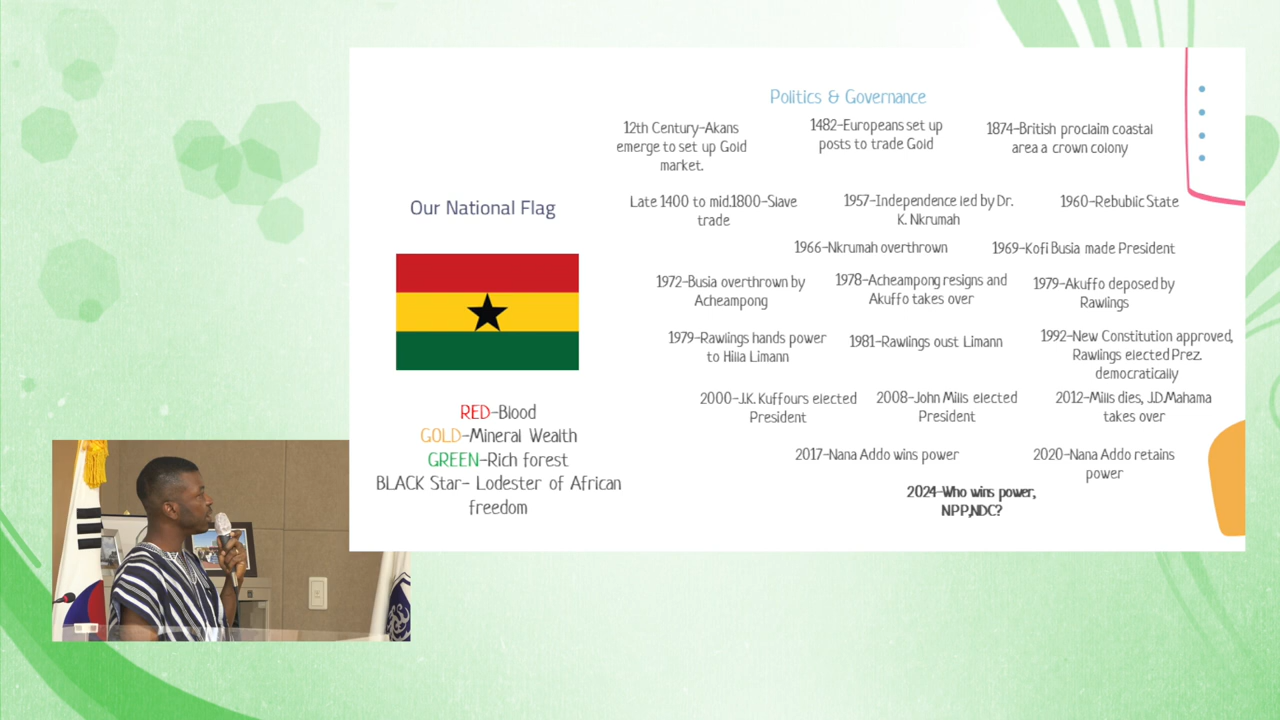 Politics & Governance
12th Century-Akans
emerge to set up Gold
market.
1482-Europeans set up
posts to trade Gold
1874-British proclaim coastal
area a crown colony
Our National Flag
Late 1400 to mid.1800-Slave
trade
1957-Independence led by Dr.
K. Nkrumah
1960-Rebublic State
1966-Nkrumah overthrown
1969-Kofi Busia made President
1972-Busia overthrown by
Acheampong
1978-Acheampong resigns and
Akuffo takes over
1979-Akuffo deposed by
Rawlings
1979-Rawlings hands power
to Hilla Limann
1981-Rawlings oust Limann
1992-New Constitution approved,
Rawlings elected Prez.
democratically
2000-J.K. Kuffours elected
President
2008-John Mills elected
President
2012-Mills dies, J.D.Mahama
takes over
RED-Blood
GOLD-Mineral Wealth
GREEN-Rich forest
BLACK Star- Lodester of African
freedom
2017-Nana Addo wins power
2020-Nana Addo retains
power
2024-Who wins power,
NPP,NDC?